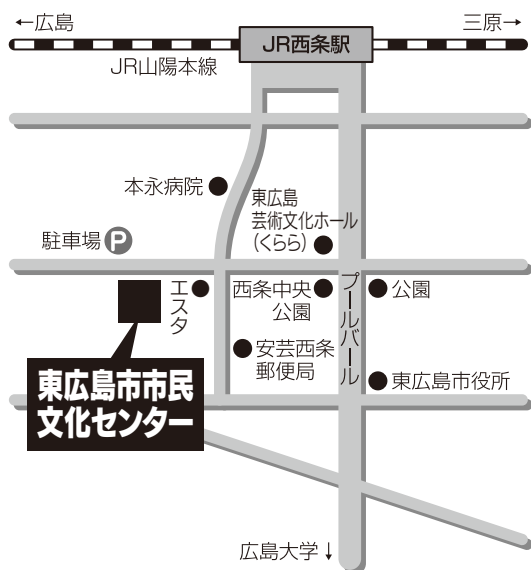 ←広島
三原→
JR西条駅
JR山陽本線
本永病院
東広島
芸術文化ホール
（くらら）
駐車場P
エスタ
西条中央
公園
ブールバール
公園
安芸西条
郵便局
東広島市役所
東広島市市民
文化センター
広島大学↓